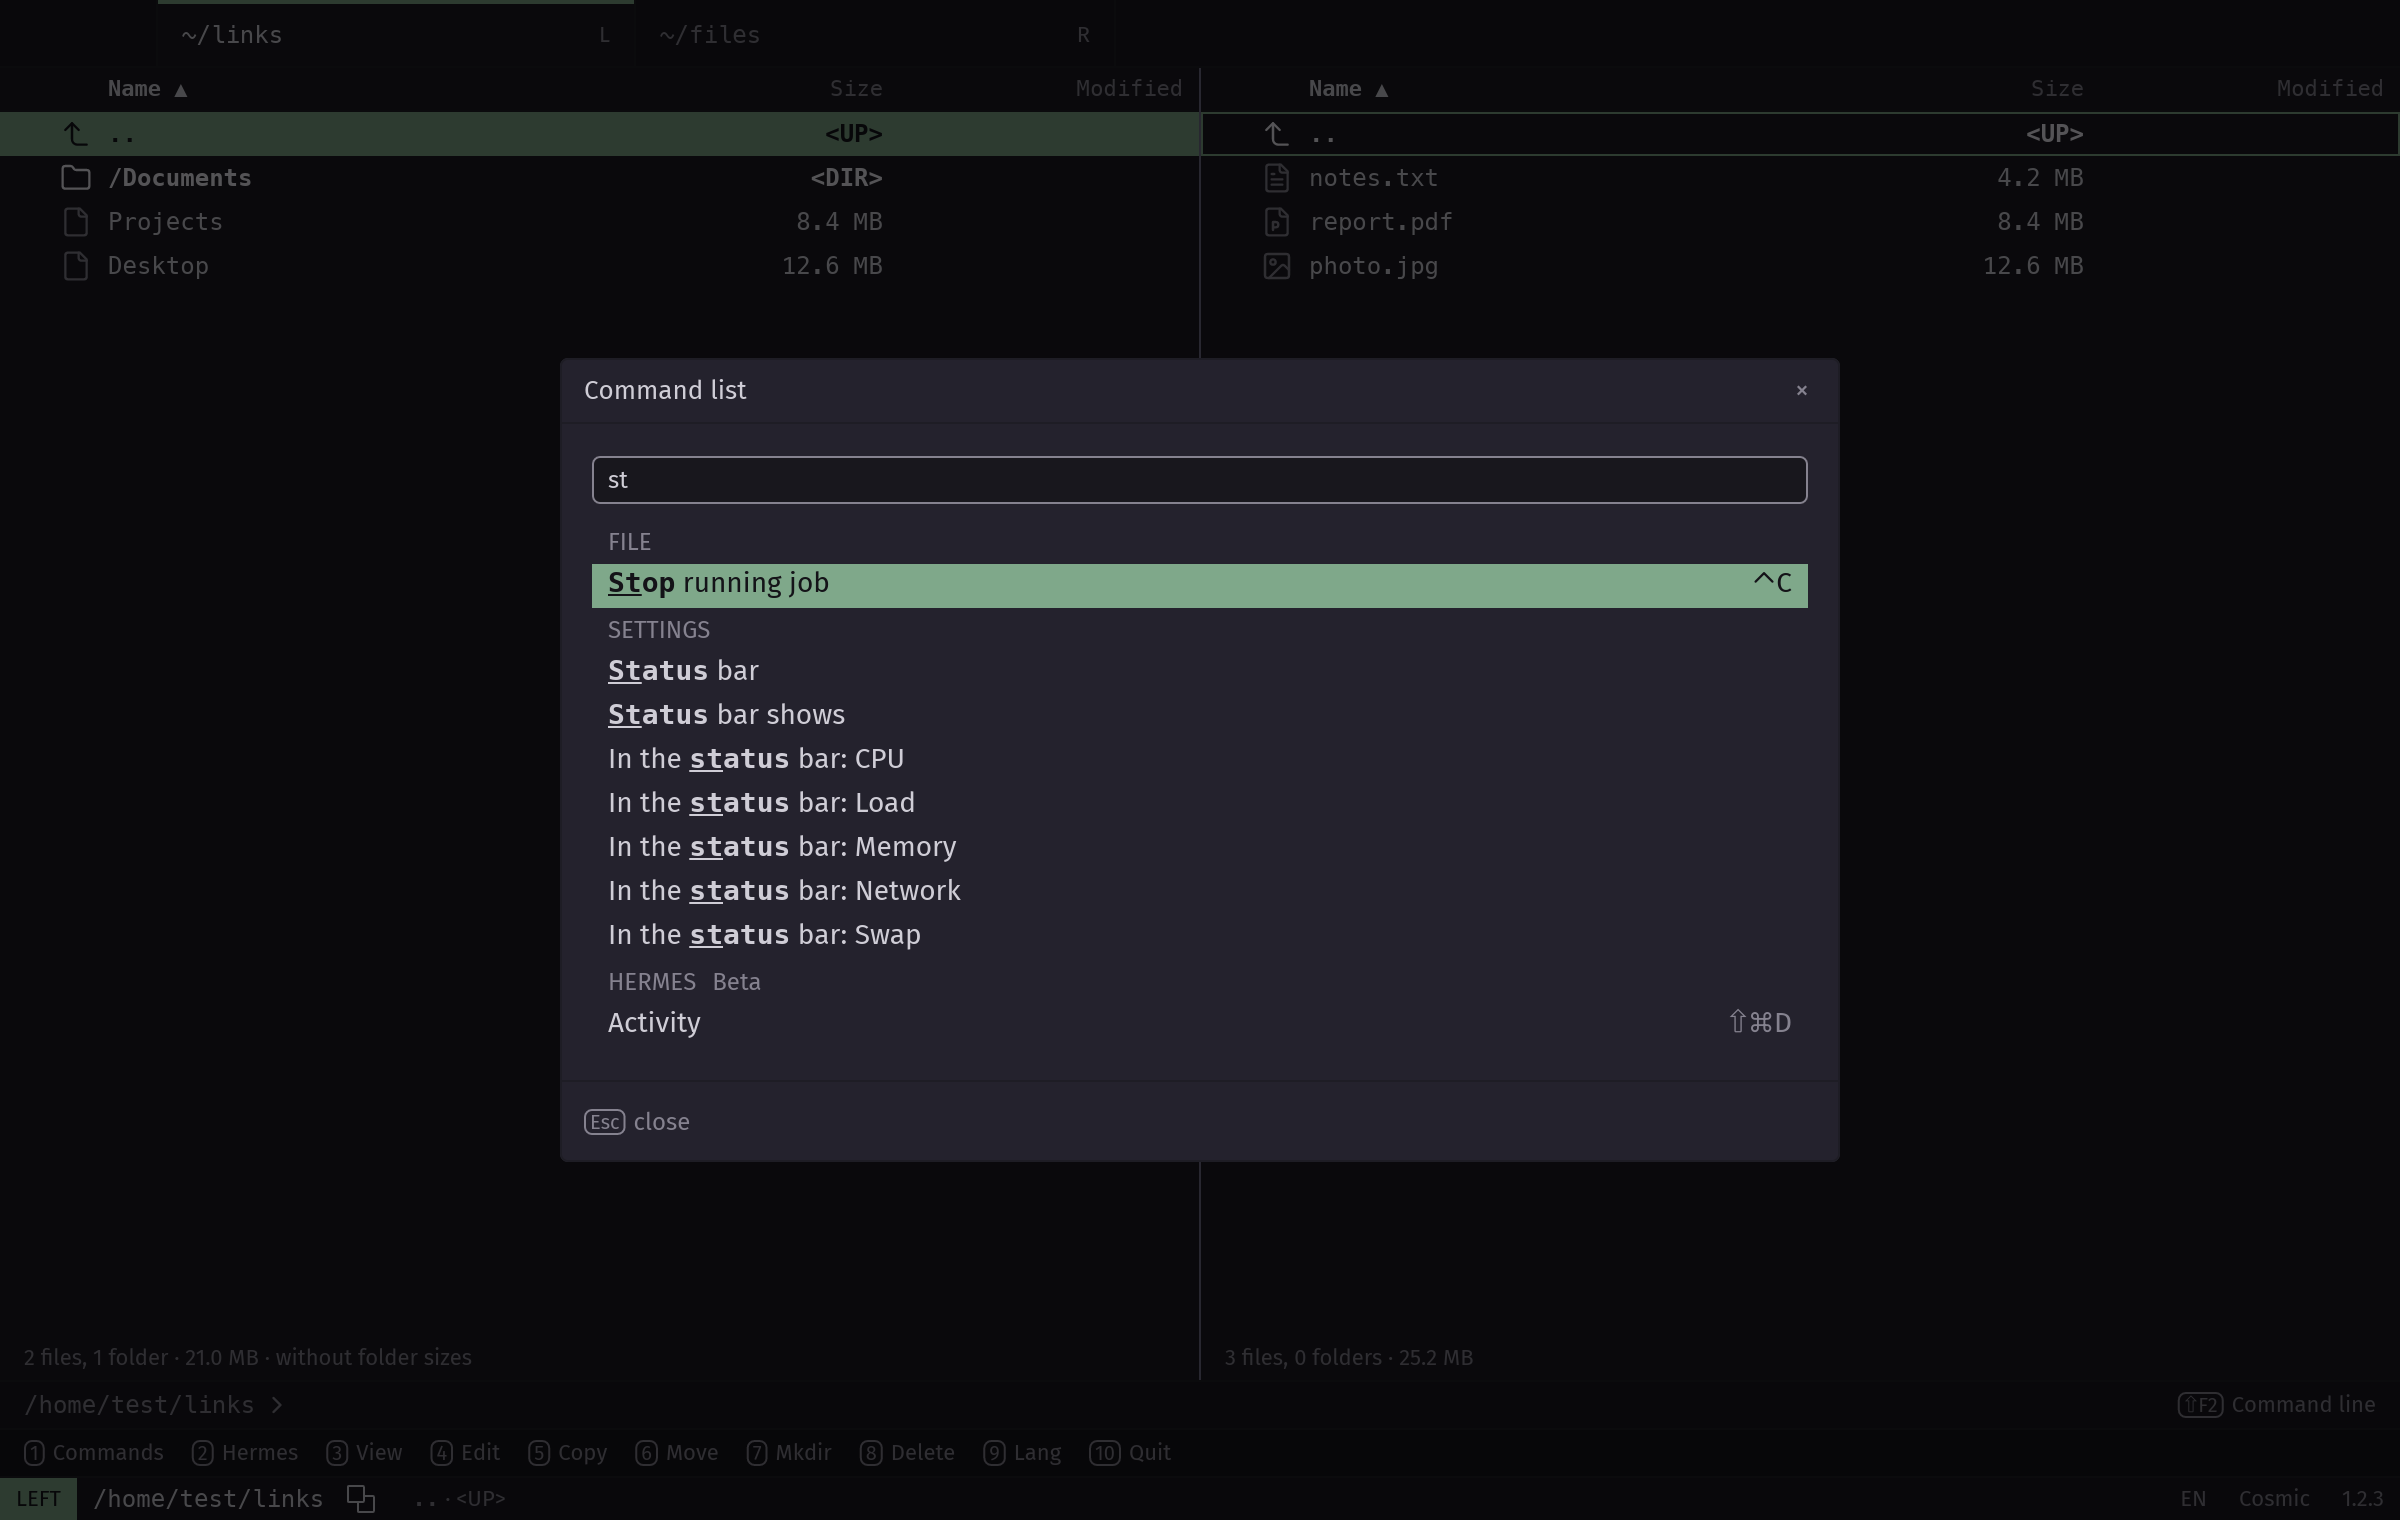 ~/links L ~/files R
Name ▲ Size Modified Name ▲ Size Modified
.. <UP> .. <UP>
/Documents <DIR> notes.txt 4.2 MB
Projects 8.4 MB report.pdf 8.4 MB
Desktop 12.6 MB photo.jpg 12.6 MB
Command list ×
st
FILE
Stop running job ^C
SETTINGS
Status bar
Status bar shows
In the status bar: CPU
In the status bar: Load
In the status bar: Memory
In the status bar: Network
In the status bar: Swap
HERMES Beta
Activity ⇧⌘D
Esc close
2 files, 1 folder · 21.0 MB · without folder sizes 3 files, 0 folders · 25.2 MB
/home/test/links > ⇧F2 Command line
1 Commands 2 Hermes 3 View 4 Edit 5 Copy 6 Move 7 Mkdir 8 Delete 9 Lang 10 Quit
LEFT /home/test/links .. · <UP> EN Cosmic 1.2.3